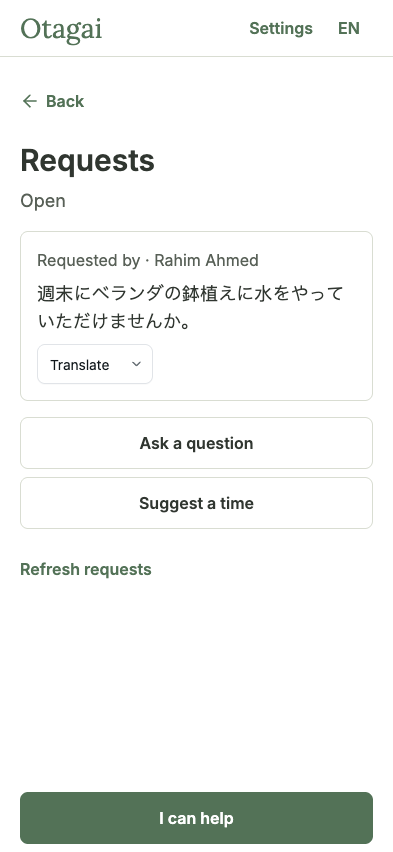 Otagai
Settings
EN
Back
Requests
Open
Requested by · Rahim Ahmed
週末にベランダの鉢植えに水をやって
いただけませんか。
Translate
Ask a question
Suggest a time
Refresh requests
I can help